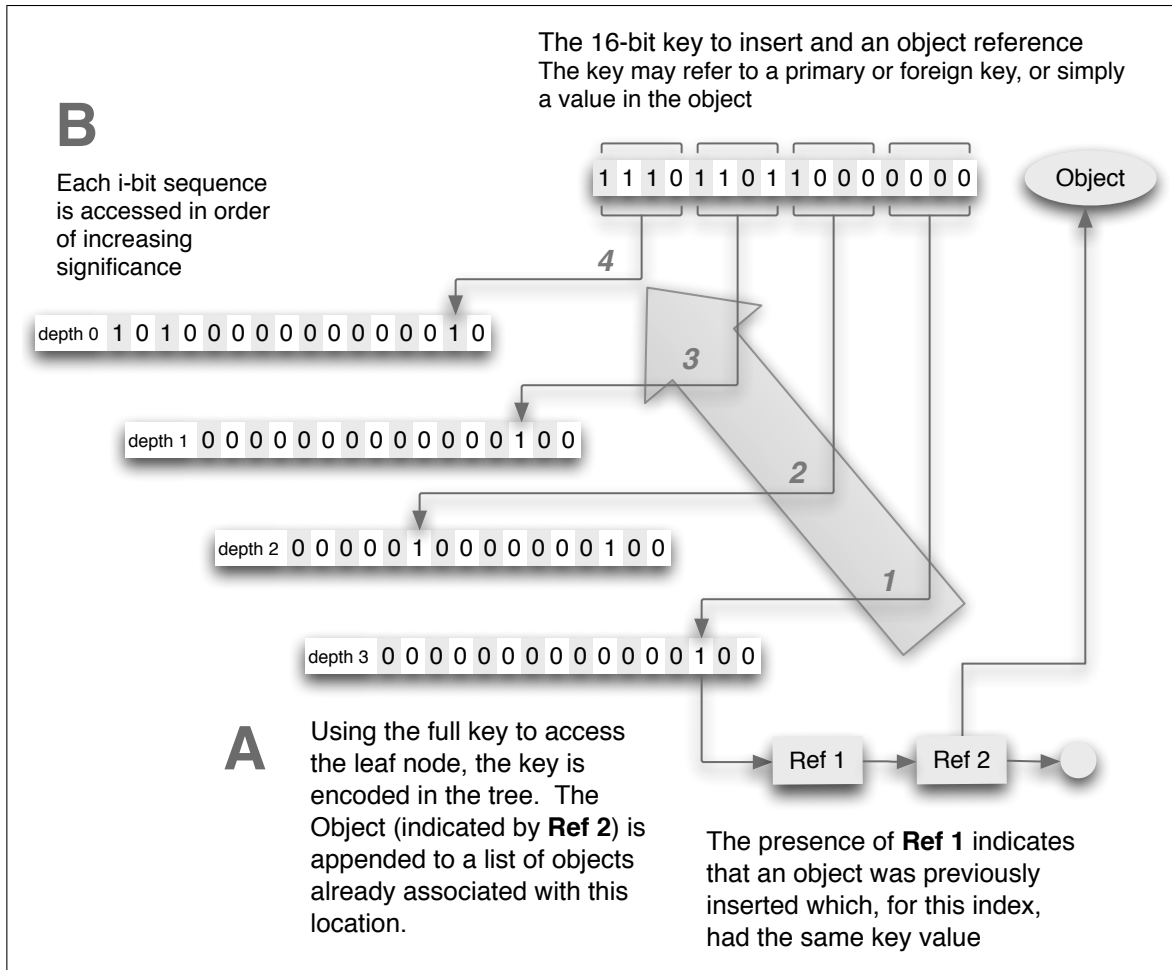 The 16-bit key to insert and an object reference
The key may refer to a primary or foreign key, or simply
a value in the object
B
Each i-bit sequence
is accessed in order
of increasing
significance
1 1 1 0 1 1 0 1 1 0 0 0 0 0 0 0
Object
4
depth 0 1 0 1 0 0 0 0 0 0 0 0 0 0 0 1 0
3
depth 1 0 0 0 0 0 0 0 0 0 0 0 0 0 1 0 0
2
depth 2 0 0 0 0 0 1 0 0 0 0 0 0 0 1 0 0
1
depth 3 0 0 0 0 0 0 0 0 0 0 0 0 0 1 0 0
A
Using the full key to access
the leaf node, the key is
encoded in the tree. The
Object (indicated by Ref 2) is
appended to a list of objects
already associated with this
location.
Ref 1
Ref 2
The presence of Ref 1 indicates
that an object was previously
inserted which, for this index,
had the same key value